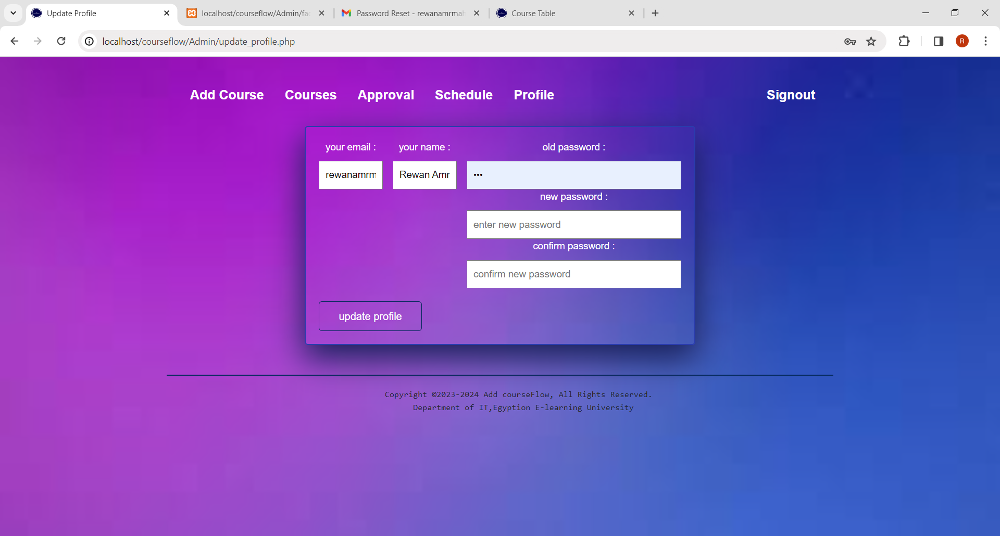 Update Profile
localhost/courseflow/Admin/fac
Password Reset - rewanamrmah
Course Table
localhost/courseflow/Admin/update_profile.php
R
Add Course Courses Approval Schedule Profile Signout
your email : your name : old password :
rewanamrm Rewan Amr •••
new password :
enter new password
confirm password :
confirm new password
update profile
Copyright ©2023-2024 Add courseFlow, All Rights Reserved.
Department of IT,Egyption E-learning University